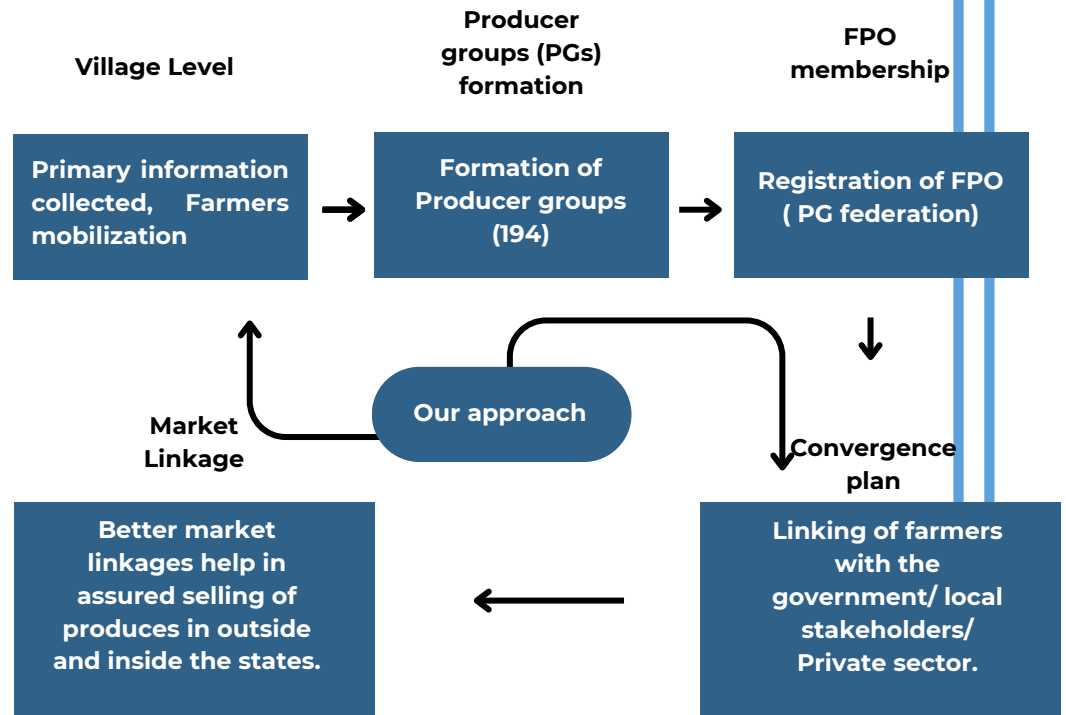 Village Level
Producer
groups (PGs)
formation
FPO
membership
Primary information
collected, Farmers
mobilization
Formation of
Producer groups
(194)
Registration of FPO
( PG federation)
Our approach
Market
Linkage
Convergence
plan
Better market
linkages help in
assured selling of
produces in outside
and inside the states.
Linking of farmers
with the
government/ local
stakeholders/
Private sector.